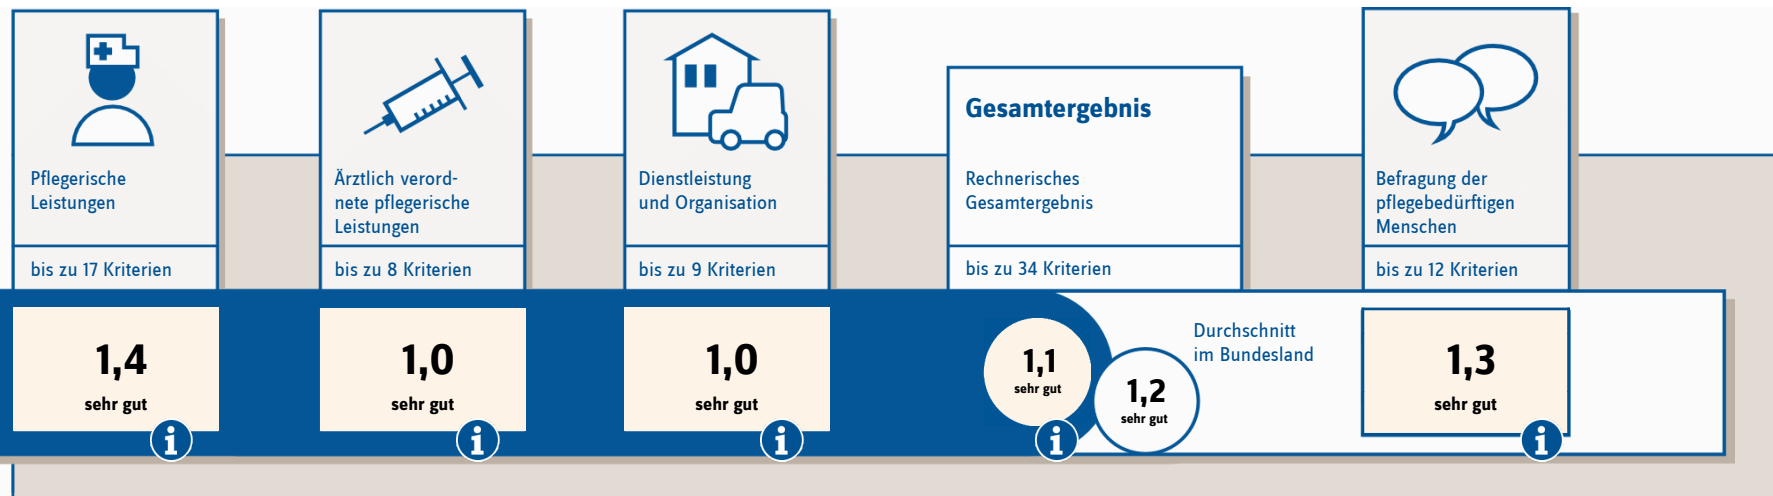 Pflegerische
Leistungen
bis zu 17 Kriterien
1,4
sehr gut
i
Ärztlich verord-
nete pflegerische
Leistungen
bis zu 8 Kriterien
1,0
sehr gut
i
Dienstleistung
und Organisation
bis zu 9 Kriterien
1,0
sehr gut
i
Gesamtergebnis
Rechnerisches
Gesamtergebnis
bis zu 34 Kriterien
1,1
sehr gut
i
1,2
sehr gut
Durchschnitt
im Bundesland
Befragung der
pflegebedürftigen
Menschen
bis zu 12 Kriterien
1,3
sehr gut
i